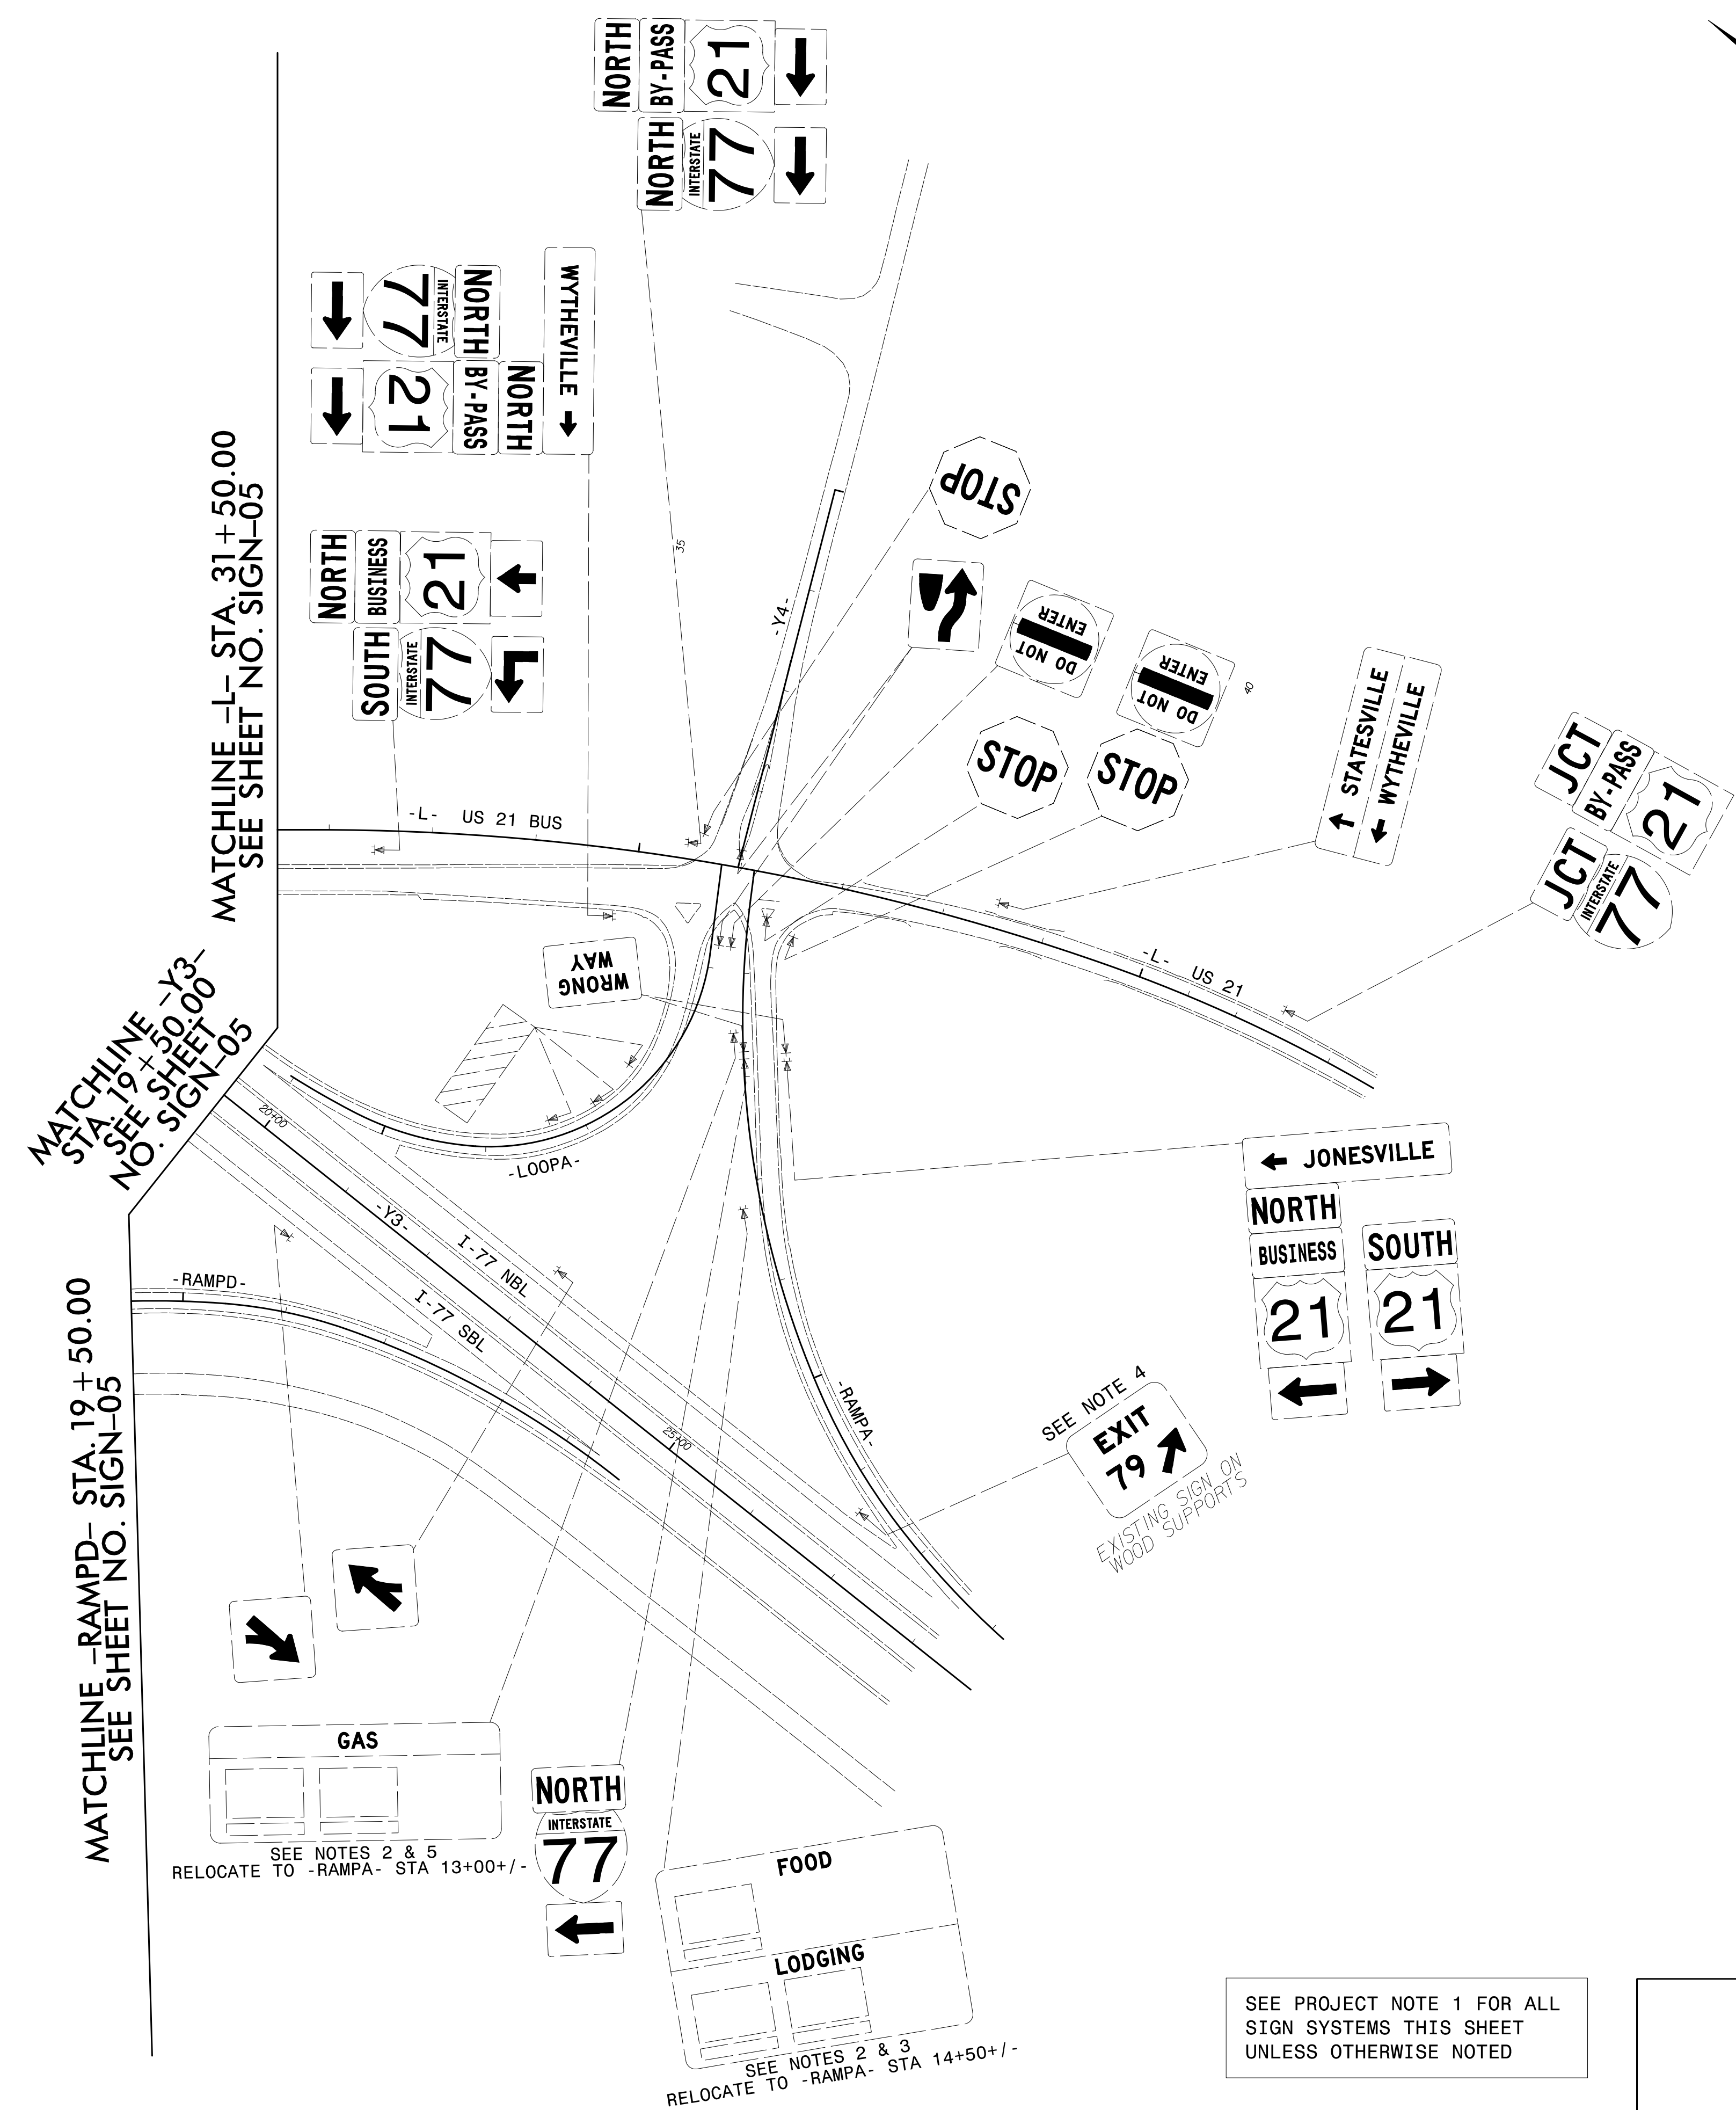 NORTH
BY-PASS
21
NORTH
INTERSTATE
77
NORTH
INTERSTATE
77
NORTH
BY-PASS
21
WYTHEVILLE
NORTH
BUSINESS
21
SOUTH
INTERSTATE
77
MATCHLINE -L- STA. 31+50.00
SEE SHEET NO. SIGN-05
35
-Y4-
STOP
DO NOT
ENTER
DO NOT
ENTER
40
STOP
STOP
STATESVILLE
WYTHEVILLE
JCT
BY-PASS
21
JCT
INTERSTATE
77
-L- US 21 BUS
-L- US 21
WRONG
WAY
MATCHLINE -Y3-
STA. 19+50.00
SEE SHEET
NO. SIGN-05
20+00
-LOOPA-
-Y3-
I-77 NBL
I-77 SBL
25+00
-RAMPD-
-RAMPA-
MATCHLINE -RAMPD- STA. 19+50.00
SEE SHEET NO. SIGN-05
JONESVILLE
NORTH
BUSINESS
21
SOUTH
21
SEE NOTE 4
EXIT
79
EXISTING SIGN ON
WOOD SUPPORTS
GAS
SEE NOTES 2 & 5
RELOCATE TO -RAMPA- STA 13+00+/-
NORTH
INTERSTATE
77
FOOD
LODGING
SEE NOTES 2 & 3
RELOCATE TO -RAMPA- STA 14+50+/-
SEE PROJECT NOTE 1 FOR ALL
SIGN SYSTEMS THIS SHEET
UNLESS OTHERWISE NOTED